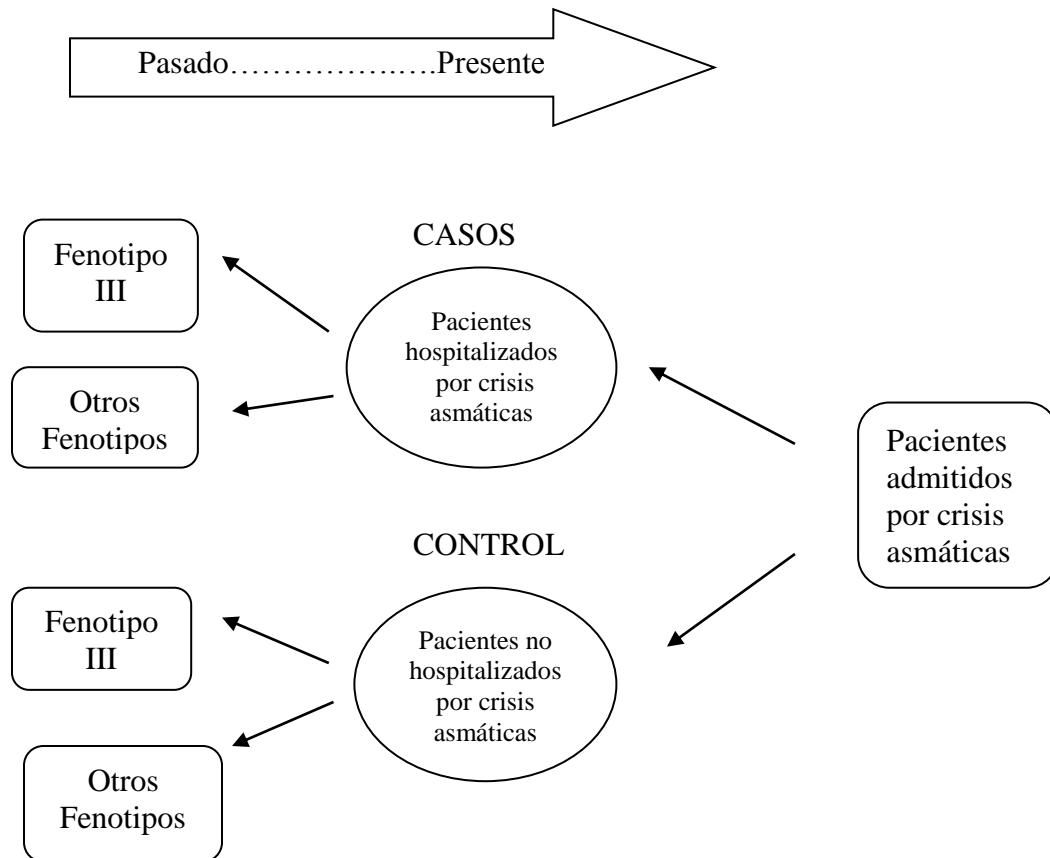 Pasado……………….….Presente
CASOS
Fenotipo
III
Otros
Fenotipos
Pacientes
hospitalizados
por crisis
asmáticas
Pacientes
admitidos
por crisis
asmáticas
CONTROL
Fenotipo
III
Otros
Fenotipos
Pacientes no
hospitalizados
por crisis
asmáticas